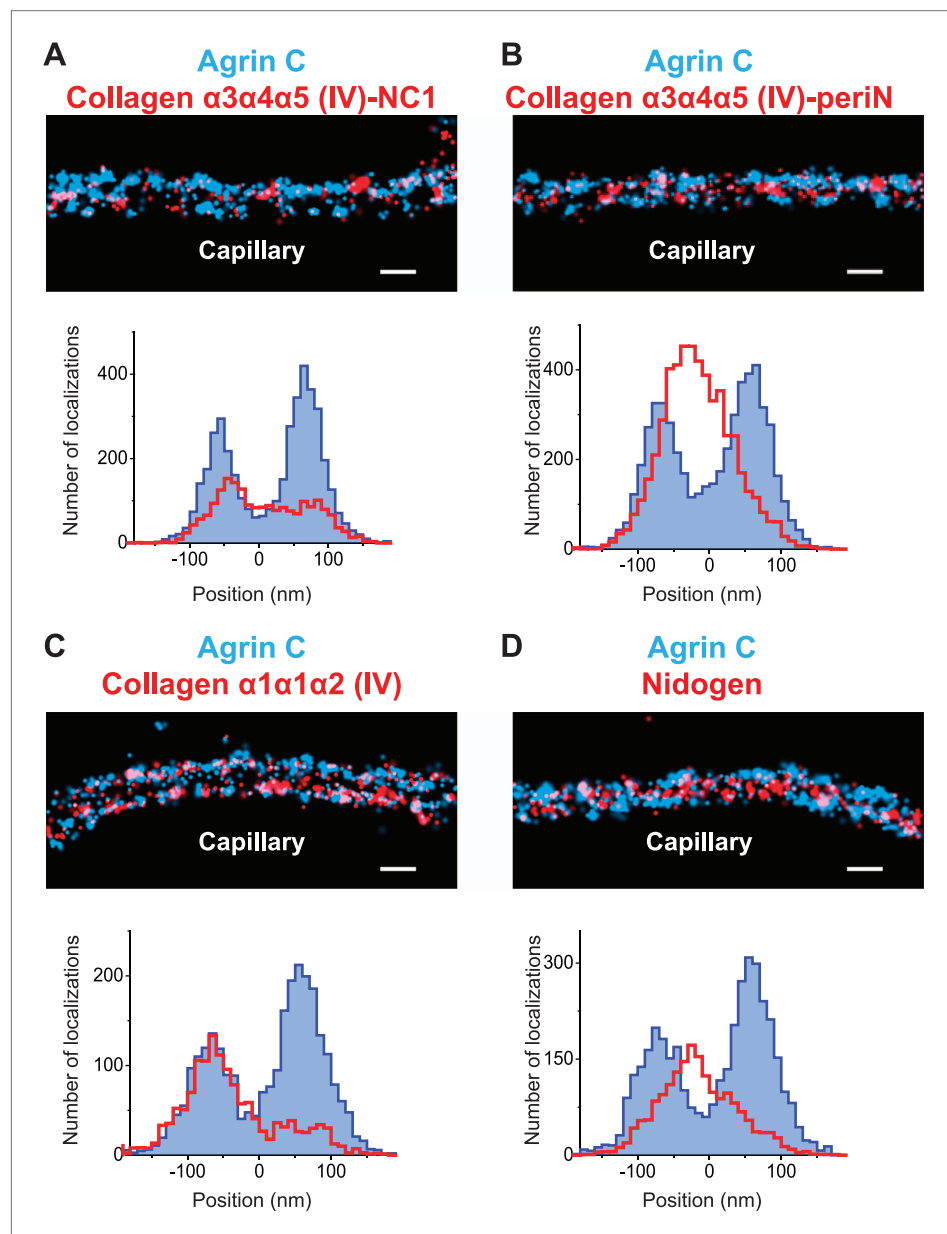 A
Agrin C
Collagen α3α4α5 (IV)-NC1
Capillary
Number of localizations
400
200
0
-100
0
100
Position (nm)
B
Agrin C
Collagen α3α4α5 (IV)-periN
Capillary
Number of localizations
400
200
0
-100
0
100
Position (nm)
C
Agrin C
Collagen α1α1α2 (IV)
Capillary
Number of localizations
200
100
0
-100
0
100
Position (nm)
D
Agrin C
Nidogen
Capillary
Number of localizations
300
150
0
-100
0
100
Position (nm)